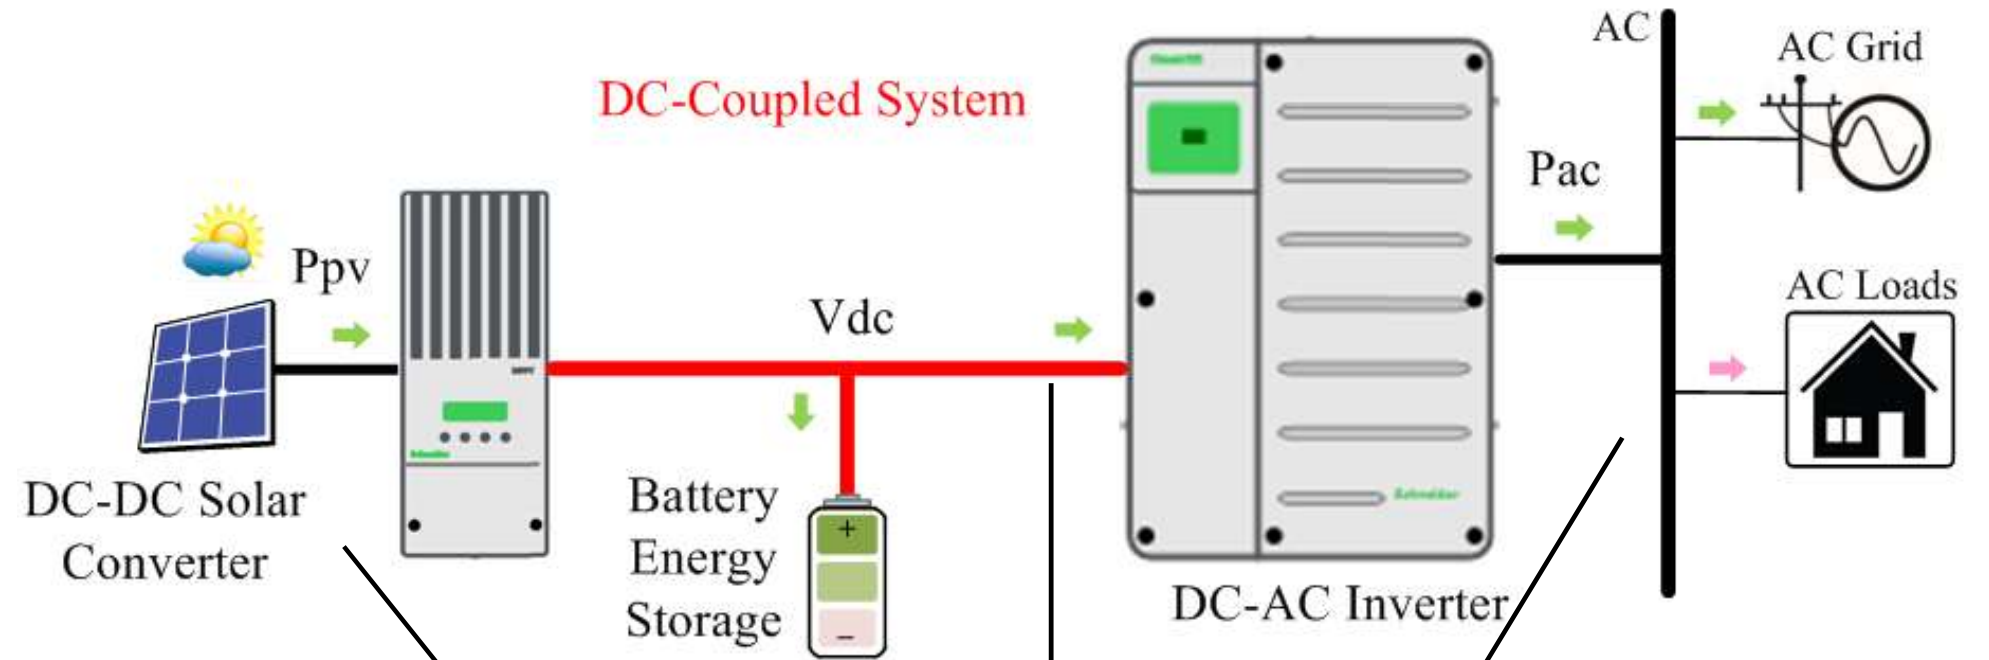 DC-Coupled System
AC
AC Grid
Pac
Ppv
Vdc
AC Loads
DC-DC Solar
Converter
Battery
Energy
Storage
+
−
Schneider
DC-AC Inverter